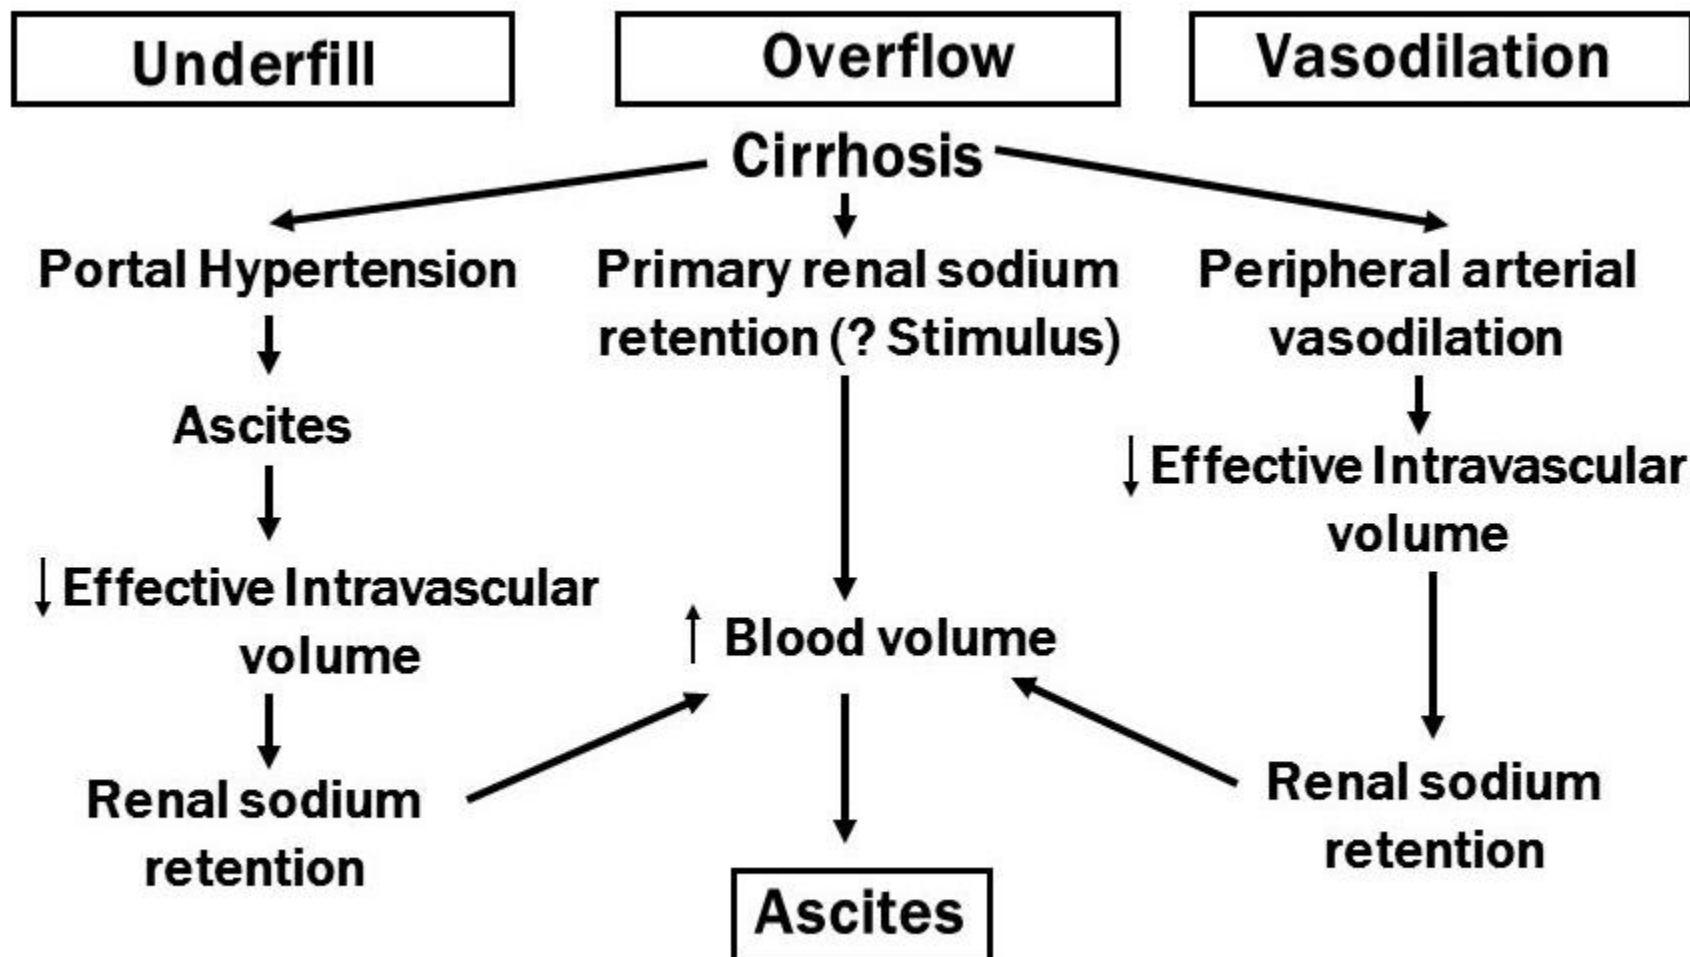 Underfill
Overflow
Vasodilation
Cirrhosis
Portal Hypertension
Primary renal sodium
retention (? Stimulus)
Peripheral arterial
vasodilation
Ascites
↓ Effective Intravascular
volume
↓ Effective Intravascular
volume
↑ Blood volume
Renal sodium
retention
Renal sodium
retention
Ascites